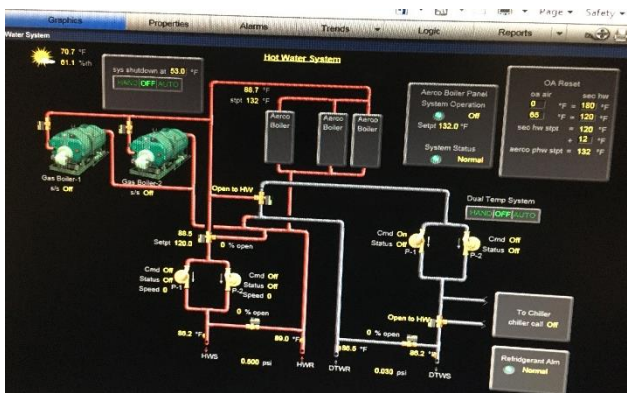 Page
Safety
Graphics
Properties
Alarms
Trends
Logic
Reports
Water System
70.7 °F
61.1 %rh
sys shutdown at 53.0 °F
HAND OFF AUTO
Hot Water System
88.7 °F
stpt 132 °F
Aerco Boiler
Aerco Boiler
Aerco Boiler
Aerco Boiler Panel
System Operation
Off
Setpt 132.0 °F
System Status
Normal
OA Reset
oa air sec hw
0 °F = 180 °F
65 °F = 120 °F
sec hw stpt = 120 °F
+ 12 °F
aerco phw stpt = 132 °F
Gas Boiler-1
s/s Off
Gas Boiler-2
s/s Off
Open to HW
Dual Temp System
HAND OFF AUTO
88.5
Setpt 120.0
0 % open
Cmd Off
Status Off
Speed 0
P-1
Cmd Off
Status Off
P-2 Speed 0
Cmd On
Status Off
P-1
Cmd Off
Status Off
P-2
0 % open
Open to HW
0 % open
To Chiller
chiller call Off
86.2 °F
89.0 °F
86.2 °F
HWS
0.500 psi
HWR
DTWR
0.030 psi
DTWS
Refridgerant Alm
Normal